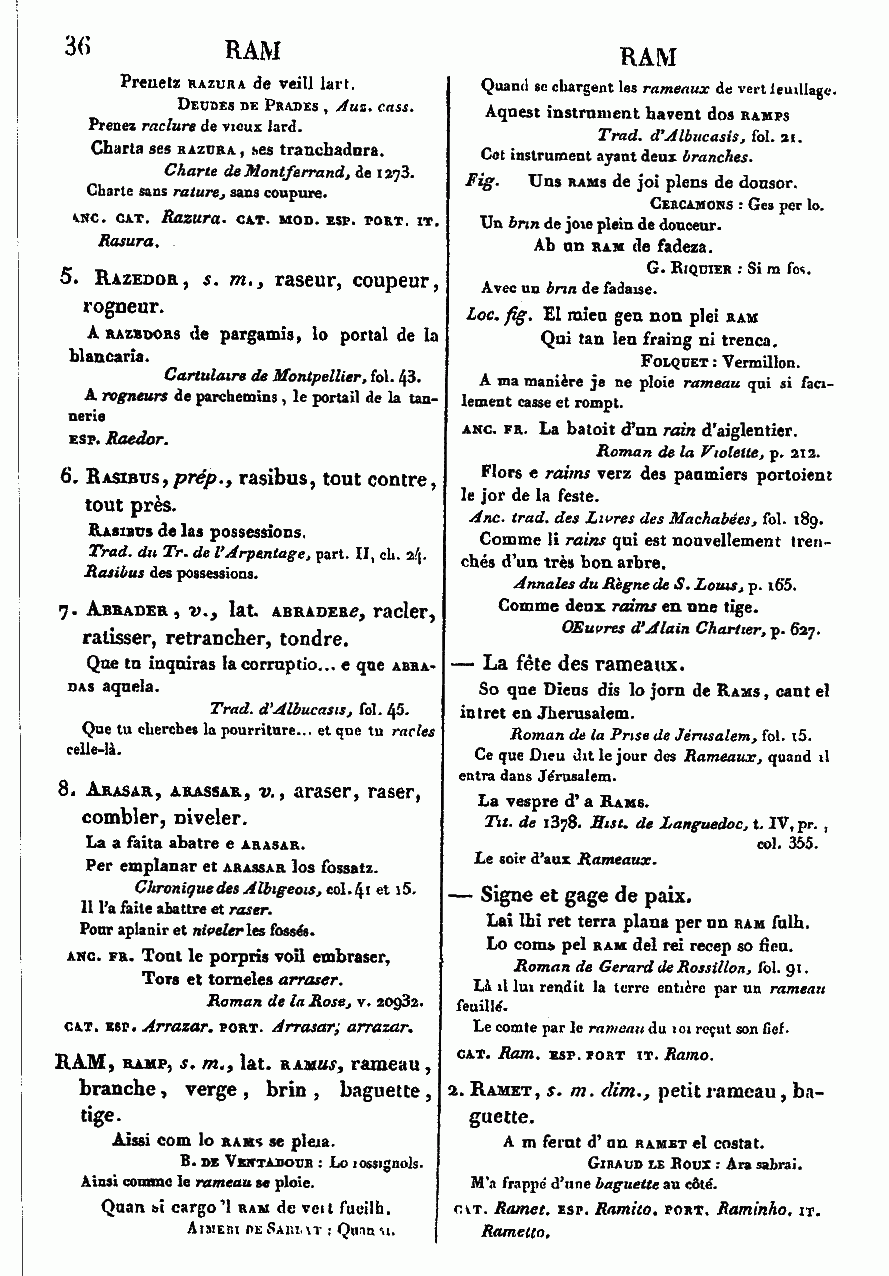 36 RAM RAM
Prenetz RAZURA de veill lart.
DEUDES DE PRADES, Auz. cass.
Prenez raclure de vieux lard.
Charta ses RAZURA, ses tranchadura.
Charte de Montferrand, de 1273.
Charte sans rature, sans coupure.
ANC. CAT. Razura. CAT. MOD. ESP. PORT. IT.
Rasura.
5. RAZEDOR, s. m., raseur, coupeur,
rogneur.
A RAZEDORS de pargamis, lo portal de la
blancaria.
Cartulaire de Montpellier, fol. 43.
A rogneurs de parchemins, le portail de la tan-
nerie
ESP. Raedor.
6. RASIBUS, prép., rasibus, tout contre,
tout près.
RASIBUS de las possessions.
Trad. du Tr. de l'Arpentage, part. II, ch. 24.
Rasibus des possessions.
7. ABRADER, v., lat. ABRADERe, racler,
ratisser, retrancher, tondre.
Que tu inquiras la corruptio... e que ABRA-
DAS aquela.
Trad. d'Albucasis, fol. 45.
Que tu cherches la pourriture... et que tu racles
celle-là.
8. ARASAR, ARASSAR, v., araser, raser,
combler, niveler.
La a faita abatre e ARASAR.
Per emplanar et ARASSAR los fossatz.
Chronique des Albigeois, col. 41 et 15.
Il l'a faite abattre et raser.
Pour aplanir et niveler les fossés.
ANC. FR. Tout le porpris voil embraser,
Tors et torneles arraser.
Roman de la Rose, v. 20982.
CAT. ESP. Arrazar. PORT. Arrasar; arrazar.
RAM, RAMP, s. m., lat. RAMus, rameau,
branche, verge, brin, baguette,
tige.
Aissi com lo RAMS se pleia.
B. DE VENTADOUR : Lo rossignols.
Ainsi comme le rameau se ploie.
Quan si cargo 'l RAM de vert fueilh.
AIMERI DE SARLAT : Quan si.
Quand se chargent les rameaux de vert feuillage.
Aquest instrument havent dos RAMPS
Trad. d'Albucasis, fol. 21.
Cet instrument ayant deux branches.
Fig. Uns RAMS de joi plens de dousor.
CERCAMONS : Ges per lo.
Un brin de joie plein de douceur.
Ab un RAM de fadeza.
G. RIQUIER : Si m fos.
Avec un brin de fadaise.
Loc. fig. El mieu gen non plei RAM
Qui tan leu fraing ni trenca.
FOLQUET : Vermillon.
A ma manière je ne ploie rameau qui si faci-
lement casse et rompt.
ANC. FR. La batoit d'un rain d'aiglentier.
Roman de la Violette, p. 212.
Flors e raims verz des paumiers portoient
le jor de la feste.
Anc. trad. des Livres des Machabées, fol. 189.
Comme li rains qui est nouvellement tren-
chés d'un très bon arbre.
Annales du Règne de S. Louis, p. 165.
Comme deux raims en une tige.
Œuvres d'Alain Chartier, p. 627.
— La fête des rameaux.
So que Dieus dis lo jorn de RAMS, cant el
intret en Jherusalem.
Roman de la Prise de Jérusalem, fol. 15.
Ce que Dieu dit le jour des Rameaux, quand il
entra dans Jérusalem.
La vespre d' a RAMS.
Tit. de 1378. Hist. de Languedoc, t. IV, pr.,
col. 355.
Le soir d'aux Rameaux.
— Signe et gage de paix.
Lai lhi ret terra plana per un RAM fulh.
Lo coms pel RAM del rei recep so fieu.
Roman de Gerard de Rossillon, fol. 91.
Là il lui rendit la terre entière par un rameau
feuillé.
Le comte par le rameau du roi reçut son fief.
CAT. Ram. ESP. PORT IT. Ramo.
2. RAMET, s. m. dim., petit rameau, ba-
guette.
A m ferut d' un RAMET el costat.
GIRAUD LE ROUX : Ara sabrai.
M'a frappé d'une baguette au côté.
CAT. Ramet. ESP. Ramito. PORT. Raminho. IT.
Rametto.